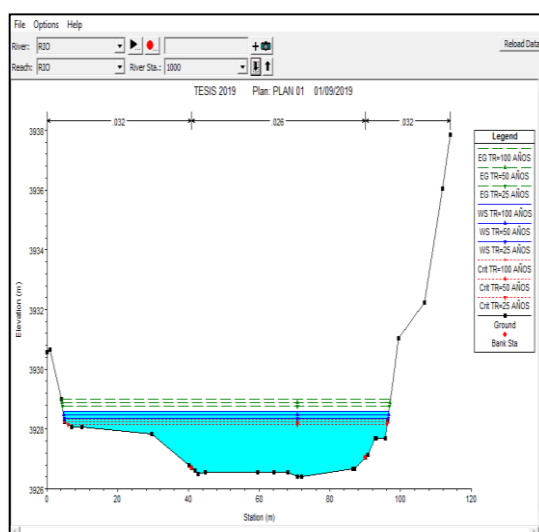 File Options Help
River: RIO Reload Data
Reach: RIO River Sta.: 1000
TESIS 2019 Plan: PLAN 01 01/09/2019
.032 .026 .032
Legend
EG TR=100 AÑOS
EG TR=50 AÑOS
EG TR=25 AÑOS
WS TR=100 AÑOS
WS TR=50 AÑOS
WS TR=25 AÑOS
Crit TR=100 AÑOS
Crit TR=50 AÑOS
Crit TR=25 AÑOS
Ground
Bank Sta
Elevation (m)
3938
3936
3934
3932
3930
3928
3926
0 20 40 60 80 100 120
Station (m)